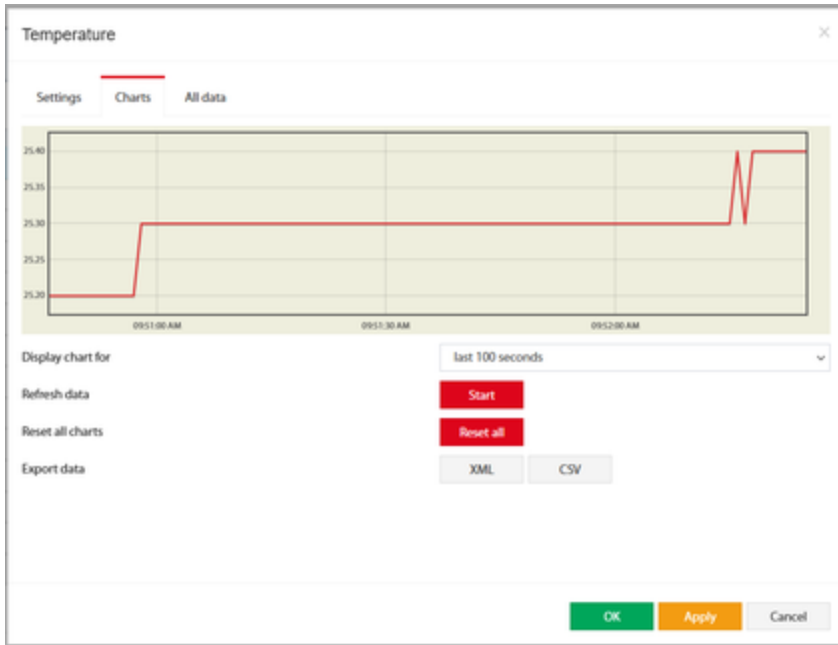 Temperature
×
Settings Charts All data
25.40
25.35
25.30
25.25
25.20
09:51:00 AM 09:51:30 AM 09:52:00 AM
Display chart for last 100 seconds
Refresh data Start
Reset all charts Reset all
Export data XML CSV
OK Apply Cancel